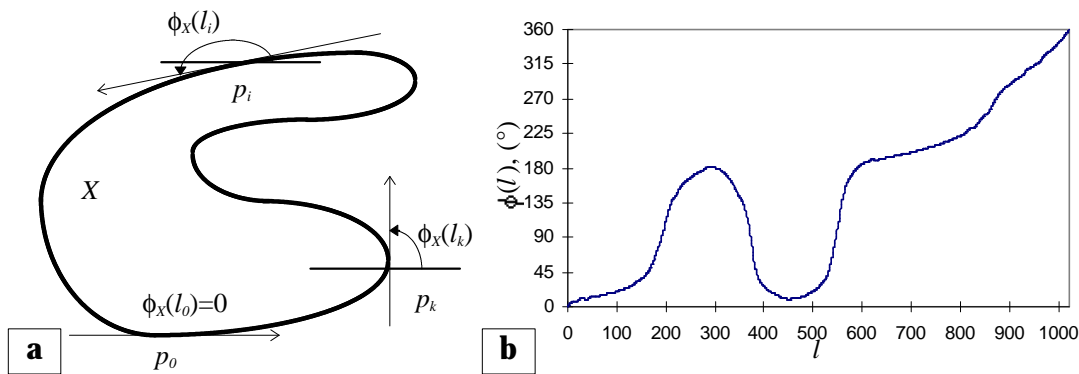 ϕX(li)
pi
X
ϕX(lk)
pk
ϕX(l0)=0
p0
a
360
315
270
225
180
135
90
45
0
ϕ(l), (°)
0 100 200 300 400 500 600 700 800 900 1000
l
b